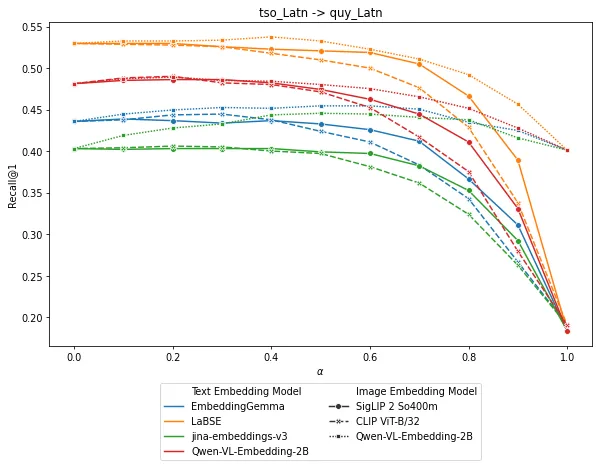 tso_Latn -> quy_Latn
0.55
0.50
0.45
0.40
0.35
0.30
0.25
0.20
Recall@1
0.0 0.2 0.4 0.6 0.8 1.0
α
Text Embedding Model
EmbeddingGemma
LaBSE
jina-embeddings-v3
Qwen-VL-Embedding-2B
Image Embedding Model
SigLIP 2 So400m
CLIP ViT-B/32
Qwen-VL-Embedding-2B